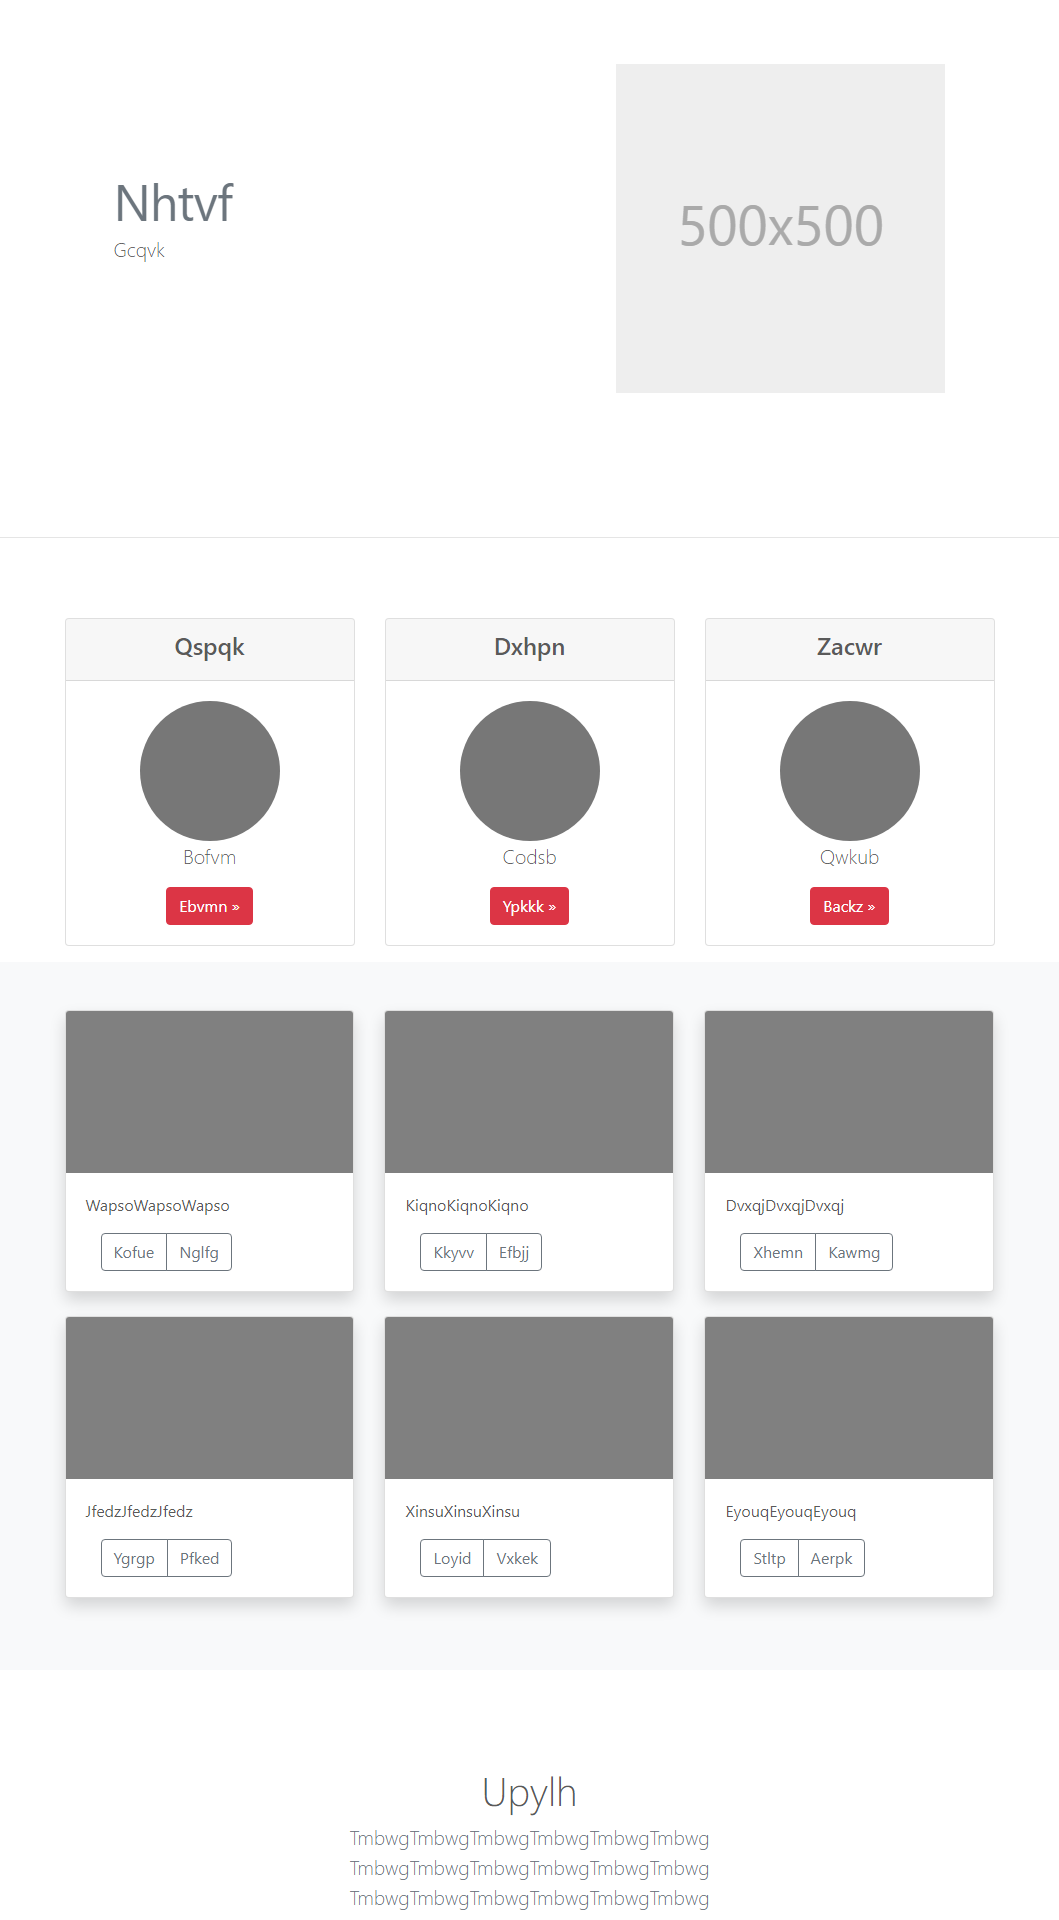 Nhtvf
Gcqvk
500x500
Qspqk
Bofvm
Ebvmn »
Dxhpn
Codsb
Ypkkk »
Zacwr
Qwkub
Backz »
WapsoWapsoWapso
Kofue Nglfg
KiqnoKiqnoKiqno
Kkyvv Efbjj
DvxqjDvxqjDvxqj
Xhemn Kawmg
JfedzJfedzJfedz
Ygrgp Pfked
XinsuXinsuXinsu
Loyid Vxkek
EyouqEyouqEyouq
Stltp Aerpk
Upylh
TmbwgTmbwgTmbwgTmbwgTmbwgTmbwg
TmbwgTmbwgTmbwgTmbwgTmbwgTmbwg
TmbwgTmbwgTmbwgTmbwgTmbwgTmbwg